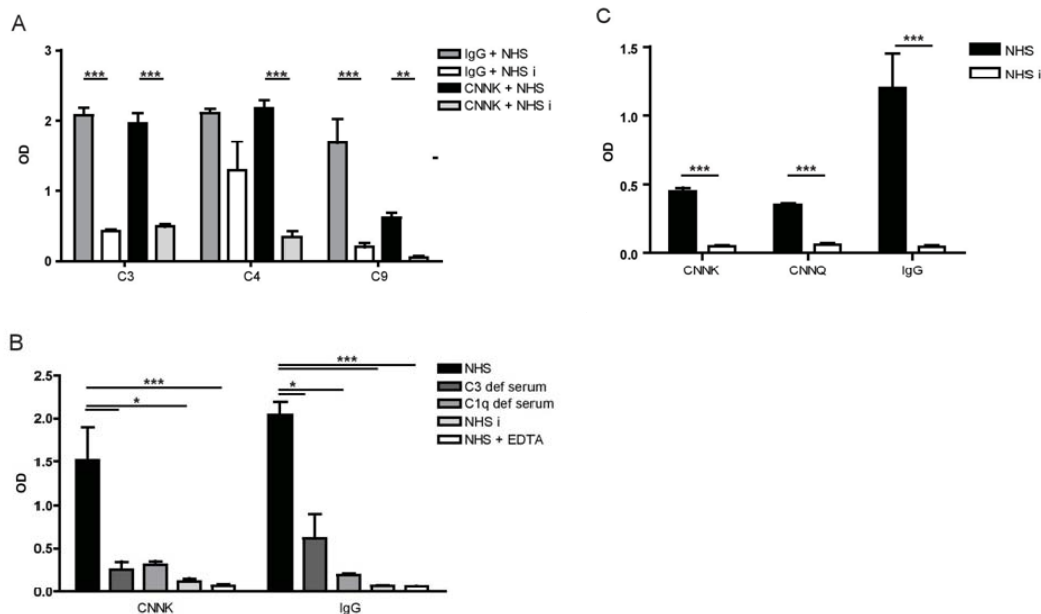 A
3
2
1
0
OD
*** *** *** *** **
C3 C4 C9
IgG + NHS
IgG + NHS i
CNNK + NHS
CNNK + NHS i
-
B
2.5
2.0
1.5
1.0
0.5
0.0
OD
***
*
***
*
CNNK IgG
NHS
C3 def serum
C1q def serum
NHS i
NHS + EDTA
C
1.5
1.0
0.5
0.0
OD
*** *** ***
CNNK CNNQ IgG
NHS
NHS i